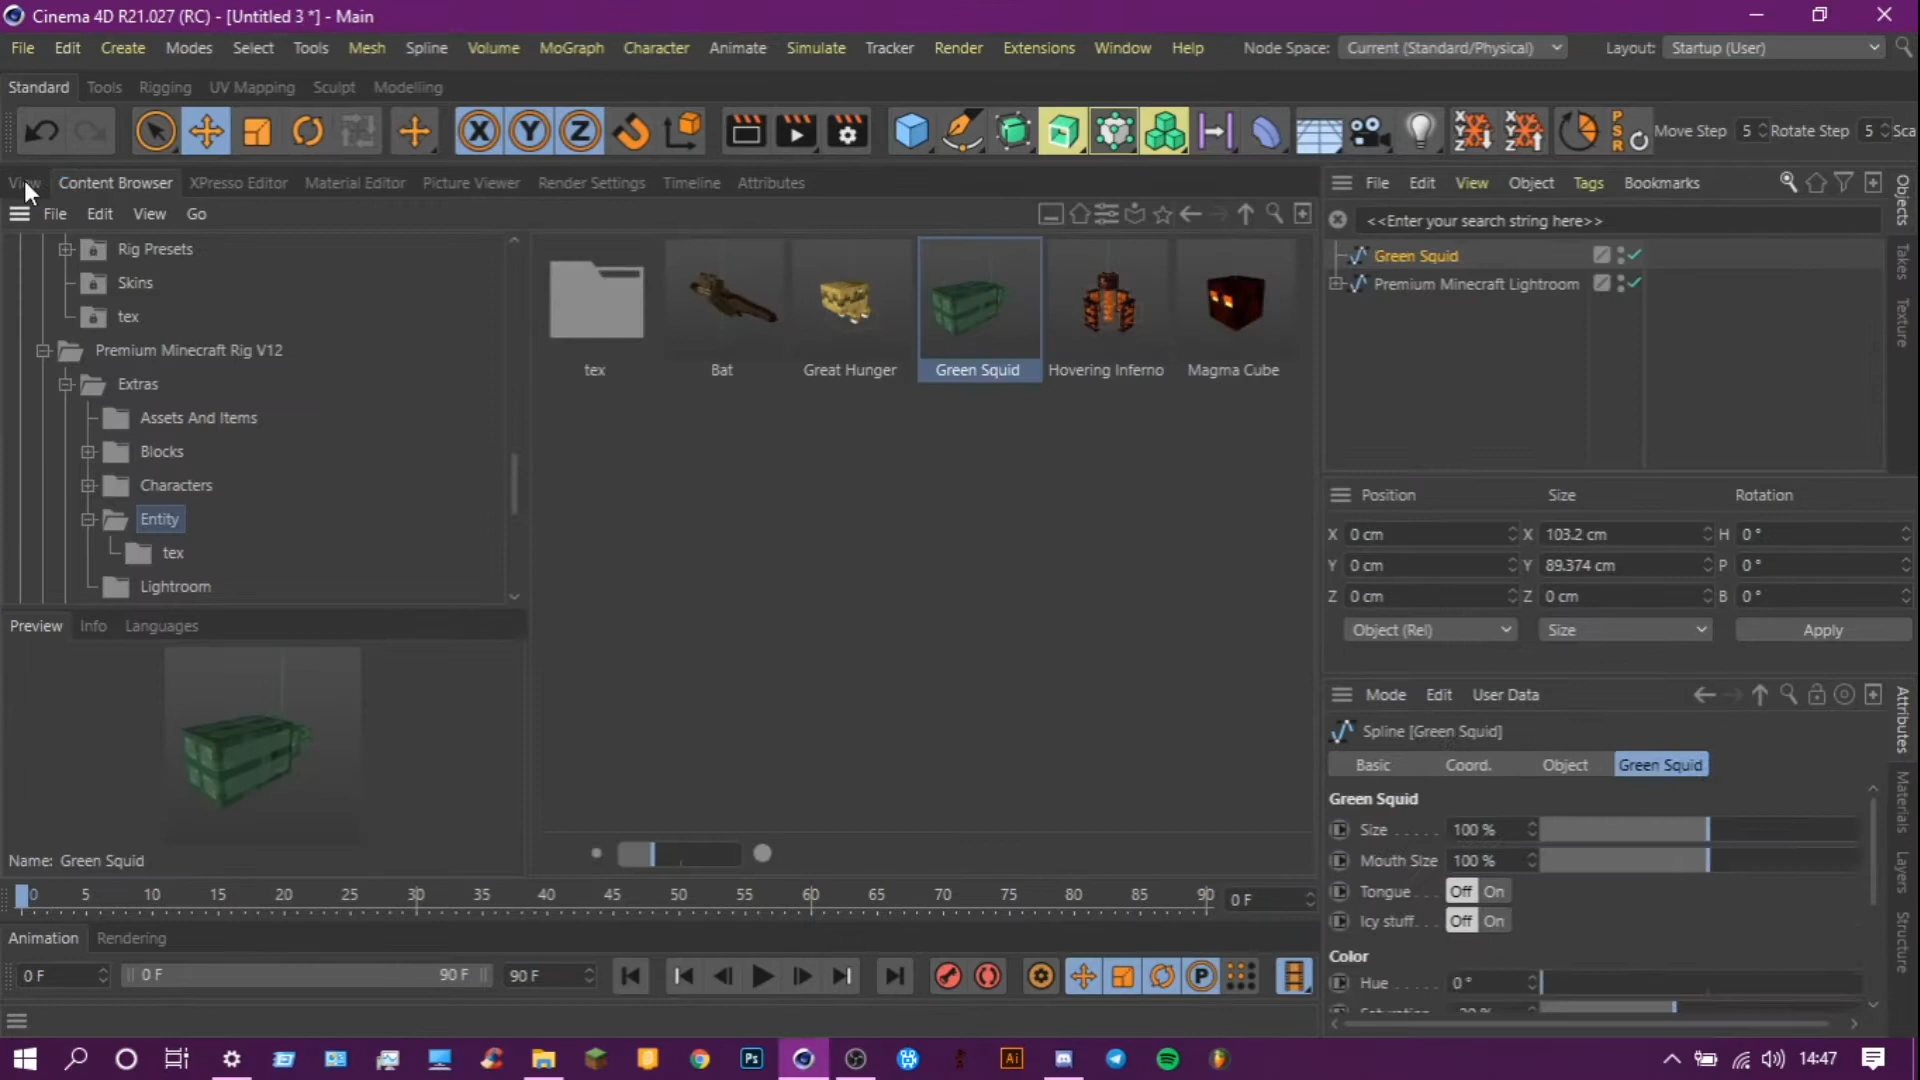 Cinema 4D R21.027 (RC) - [Untitled 3 *] - Main
File Edit Create Modes Select Tools Mesh Spline Volume MoGraph Character Animate Simulate Tracker Render Extensions Window Help Node Space: Current (Standard/Physical) Layout: Startup (User)
Standard Tools Rigging UV Mapping Sculpt Modelling
X Y Z Move Step 5 Rotate Step 5 Sca
View Content Browser XPresso Editor Material Editor Picture Viewer Render Settings Timeline Attributes
File Edit View Go
Rig Presets
Skins
tex
Premium Minecraft Rig V12
Extras
Assets And Items
Blocks
Characters
Entity
tex
Lightroom
tex Bat Great Hunger Green Squid Hovering Inferno Magma Cube
Preview Info Languages
Name: Green Squid
File Edit View Object Tags Bookmarks
<<Enter your search string here>>
Green Squid
Premium Minecraft Lightroom
Objects
Takes
Texture
Position Size Rotation
X 0 cm X 103.2 cm H 0 °
Y 0 cm Y 89.374 cm P 0 °
Z 0 cm Z 0 cm B 0 °
Object (Rel) Size Apply
Mode Edit User Data
Spline [Green Squid]
Basic Coord. Object Green Squid
Green Squid
Size . . . . . 100 %
Mouth Size 100 %
Tongue . . . Off On
Icy stuff. . . Off On
Color
Hue . . . . . 0 °
Attributes
Materials
Layers
Structure
0 5 10 15 20 25 30 35 40 45 50 55 60 65 70 75 80 85 90 0 F
Animation Rendering
0 F 0 F 90 F 90 F P
Ps Ai 14:47